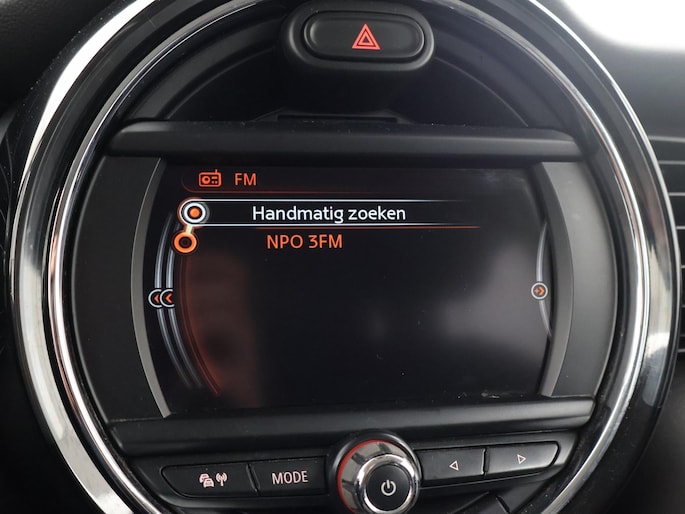 FM
Handmatig zoeken
NPO 3FM
MODE